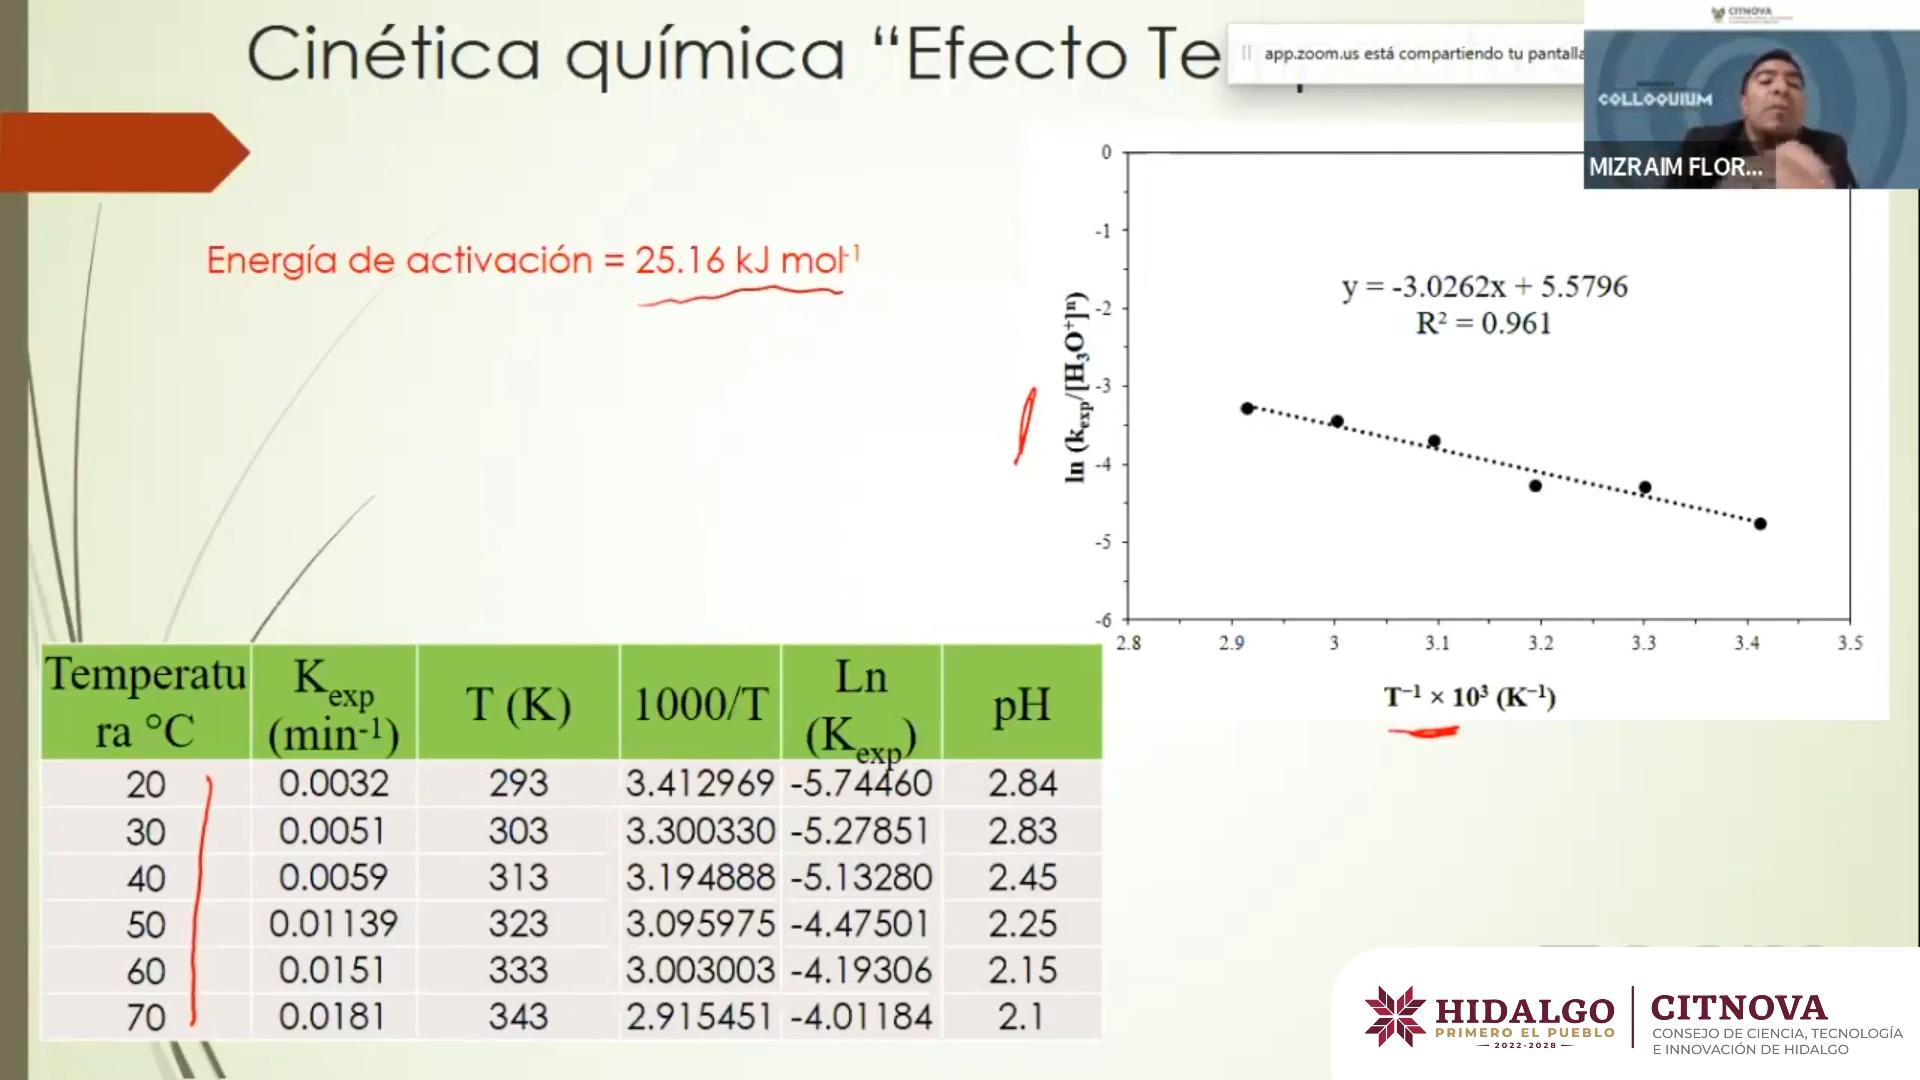 Cinética química “Efecto Te
app.zoom.us está compartiendo tu pantalla
CITNOVA
COLLOQUIUM
MIZRAIM FLOR...
Energía de activación = 25.16 kJ mol-1
y = -3.0262x + 5.5796
R² = 0.961
ln (kexp/[H3O+]ⁿ)
0
-1
-2
-3
-4
-5
-6
2.8 2.9 3 3.1 3.2 3.3 3.4 3.5
T⁻¹ × 10³ (K⁻¹)
Temperatu
ra °C
Kexp
(min-1)
T (K)
1000/T
Ln
(Kexp)
pH
20 0.0032 293 3.412969 -5.74460 2.84
30 0.0051 303 3.300330 -5.27851 2.83
40 0.0059 313 3.194888 -5.13280 2.45
50 0.01139 323 3.095975 -4.47501 2.25
60 0.0151 333 3.003003 -4.19306 2.15
70 0.0181 343 2.915451 -4.01184 2.1
HIDALGO
PRIMERO EL PUEBLO
2022-2028
CITNOVA
CONSEJO DE CIENCIA, TECNOLOGÍA
E INNOVACIÓN DE HIDALGO